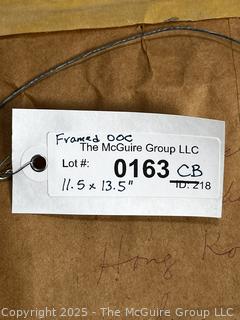 Framed DOC
The McGuire Group LLC
Lot #: 0163 CB
11.5 x 13.5" ID: 218
Hong Ko
Copyright 2025 - The McGuire Group LLC